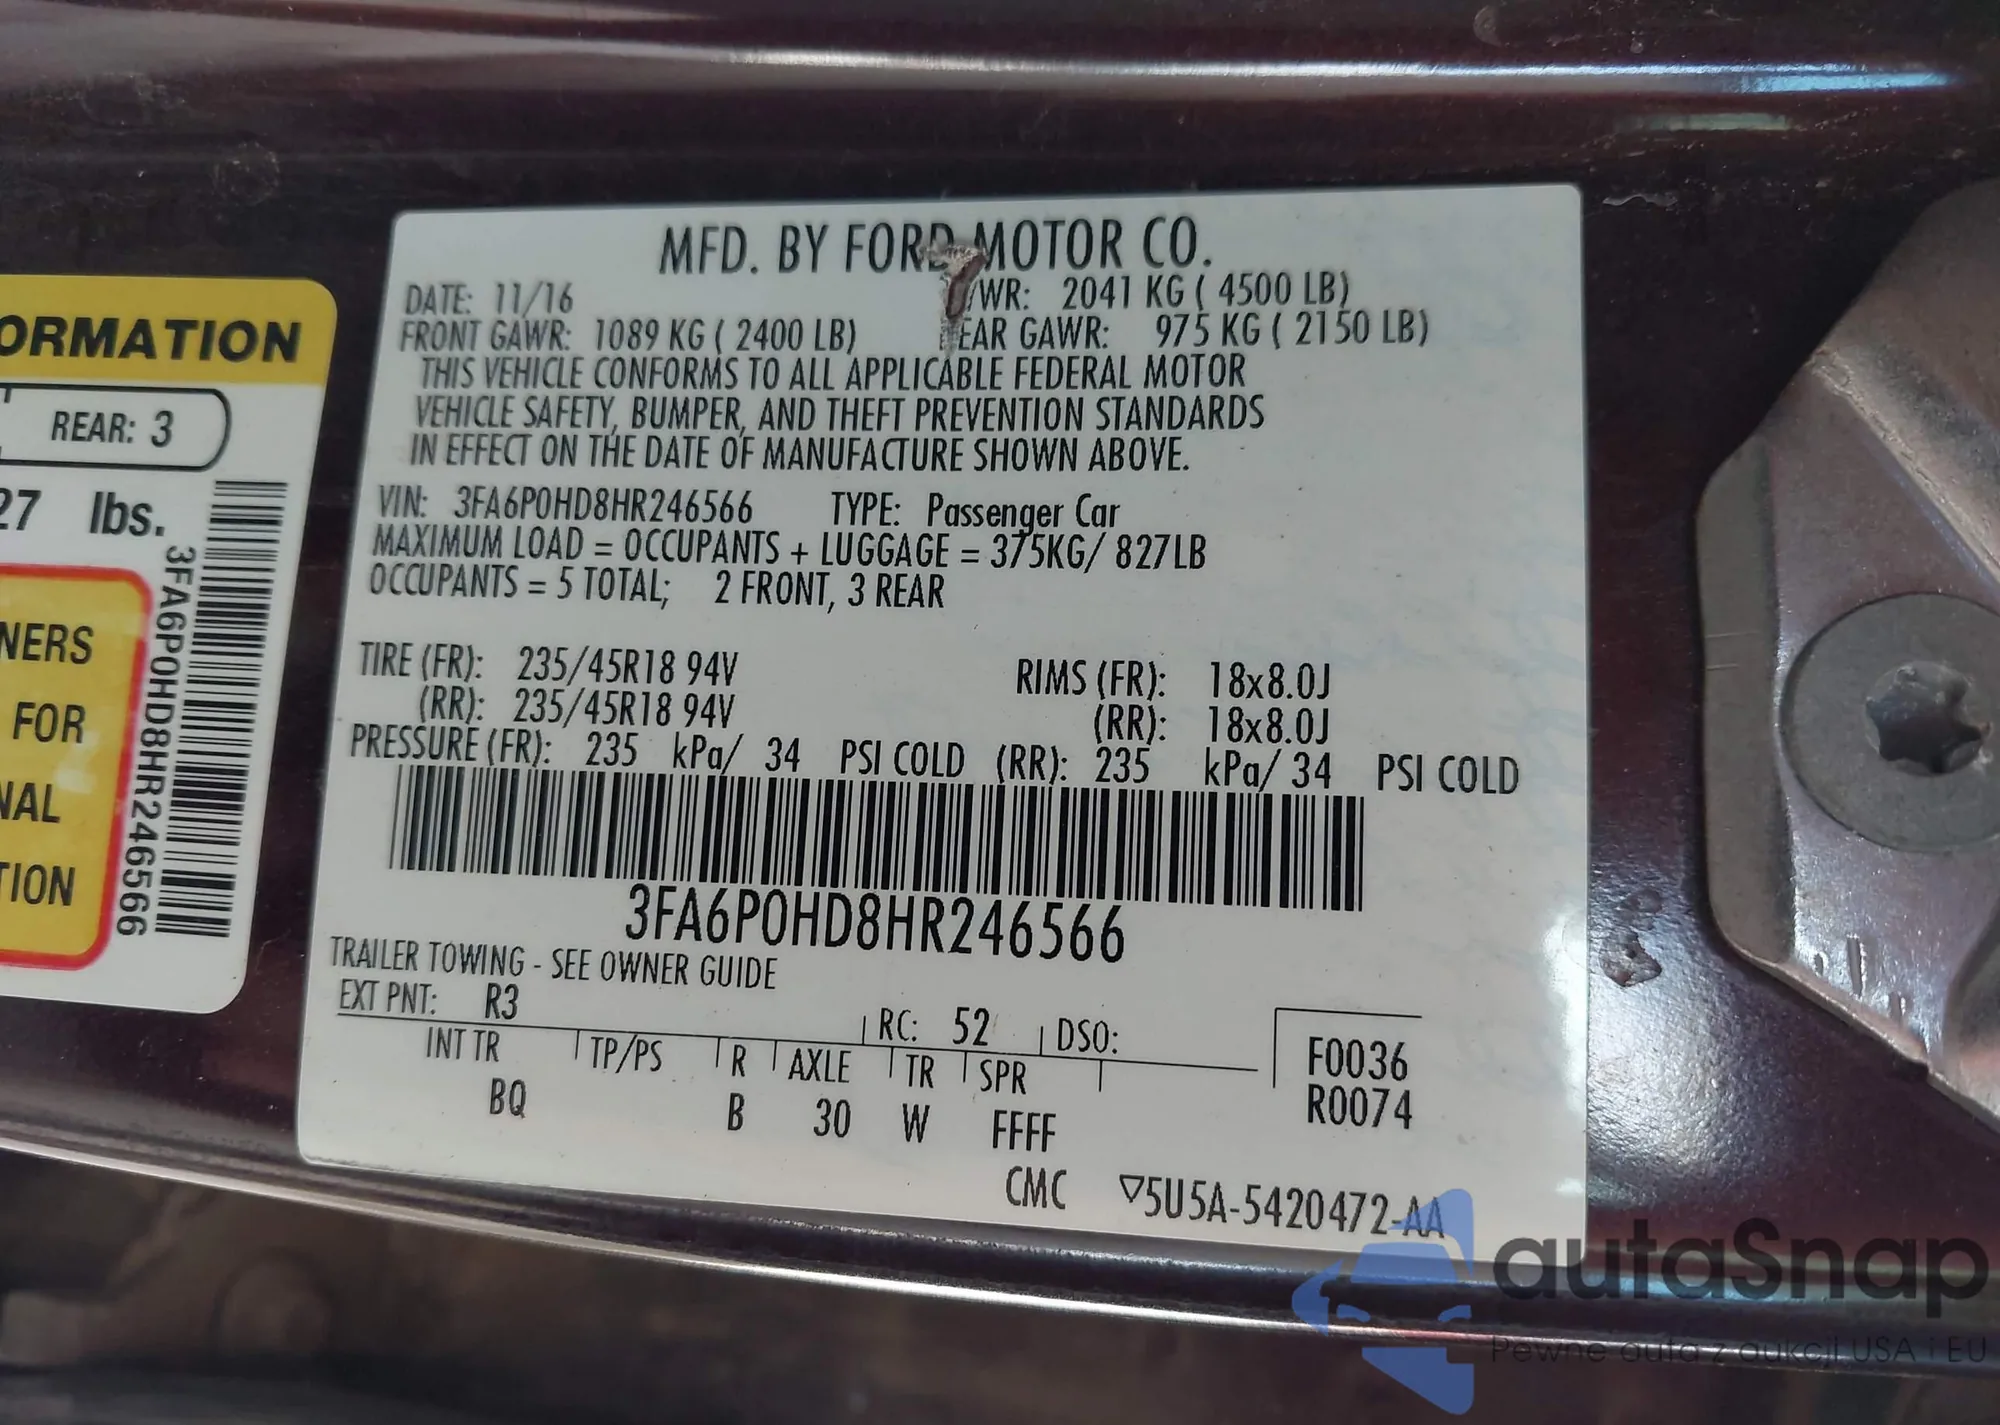 ORMATION
REAR: 3
27 lbs.
NERS
FOR
NAL
TION
3FA6P0HD8HR246566
MFD. BY FORD MOTOR CO.
DATE: 11/16 WR: 2041 KG ( 4500 LB)
FRONT GAWR: 1089 KG ( 2400 LB) EAR GAWR: 975 KG ( 2150 LB)
THIS VEHICLE CONFORMS TO ALL APPLICABLE FEDERAL MOTOR
VEHICLE SAFETY, BUMPER, AND THEFT PREVENTION STANDARDS
IN EFFECT ON THE DATE OF MANUFACTURE SHOWN ABOVE.
VIN: 3FA6P0HD8HR246566 TYPE: Passenger Car
MAXIMUM LOAD = OCCUPANTS + LUGGAGE = 375KG/ 827LB
OCCUPANTS = 5 TOTAL; 2 FRONT, 3 REAR
TIRE (FR): 235/45R18 94V RIMS (FR): 18x8.0J
(RR): 235/45R18 94V (RR): 18x8.0J
PRESSURE (FR): 235 kPa/ 34 PSI COLD (RR): 235 kPa/ 34 PSI COLD
3FA6P0HD8HR246566
TRAILER TOWING - SEE OWNER GUIDE
EXT PNT: R3 RC: 52 DSO:
INT TR TP/PS R AXLE TR SPR F0036
BQ B 30 W FFFF R0074
CMC ▽5U5A-5420472-AA
autaSnap
Pewne auta z aukcji USA i EU